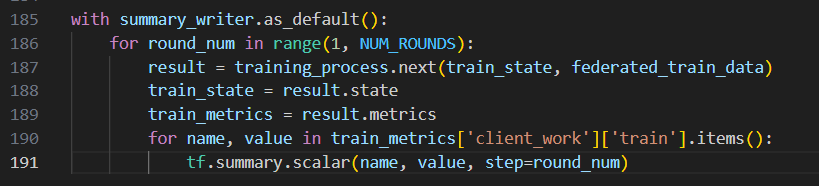 185 with summary_writer.as_default():
186     for round_num in range(1, NUM_ROUNDS):
187         result = training_process.next(train_state, federated_train_data)
188         train_state = result.state
189         train_metrics = result.metrics
190         for name, value in train_metrics['client_work']['train'].items():
191             tf.summary.scalar(name, value, step=round_num)